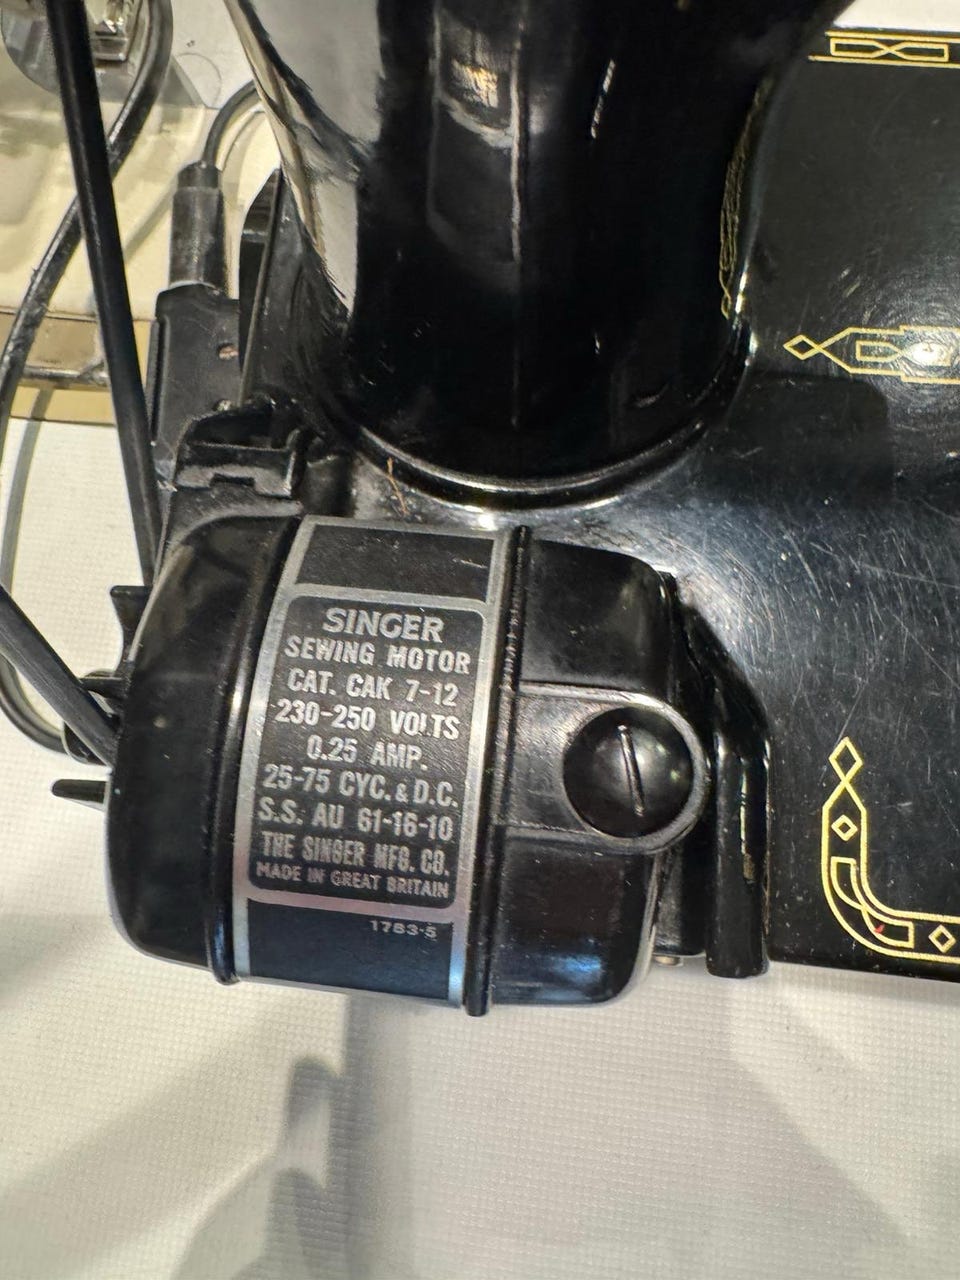 SINGER
SEWING MOTOR
CAT. CAK 7-12
230-250 VOLTS
0.25 AMP.
25-75 CYC. & D.C.
S.S. AU 61-16-10
THE SINGER MFG. CO.
MADE IN GREAT BRITAIN
1763-5